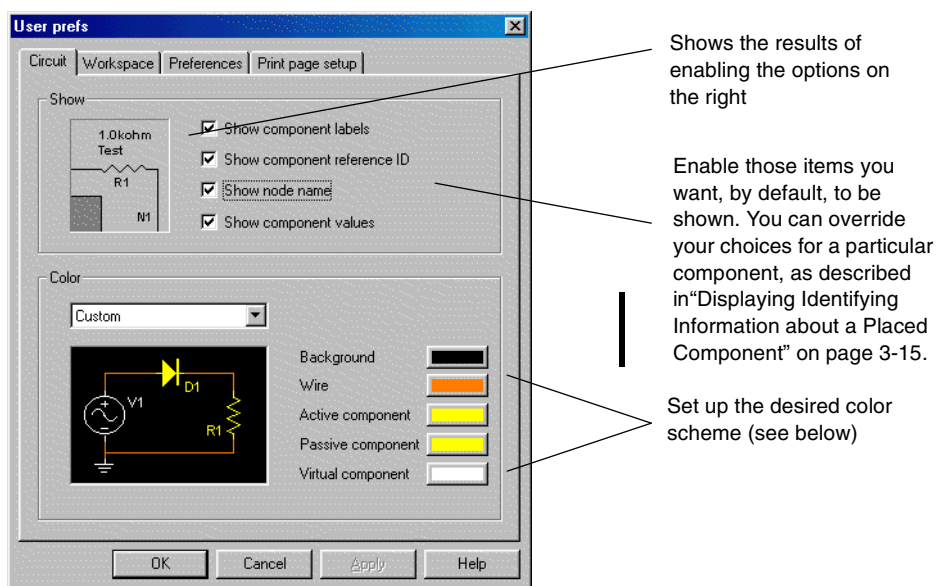 User prefs
Circuit
Workspace
Preferences
Print page setup
Show
1.0kohm
Test
R1
N1
Show component labels
Show component reference ID
Show node name
Show component values
Color
Custom
V1
D1
R1
Background
Wire
Active component
Passive component
Virtual component
OK
Cancel
Apply
Help
Shows the results of
enabling the options on
the right
Enable those items you
want, by default, to be
shown. You can override
your choices for a particular
component, as described
in“Displaying Identifying
Information about a Placed
Component” on page 3-15.
Set up the desired color
scheme (see below)